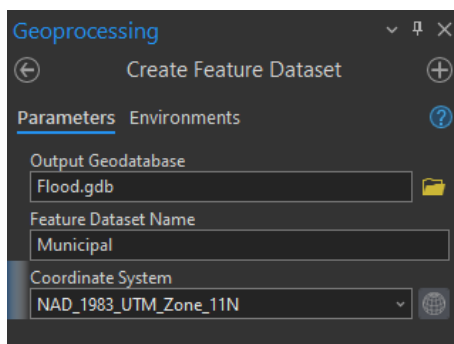 Geoprocessing
Create Feature Dataset
Parameters Environments
?
Output Geodatabase
Flood.gdb
Feature Dataset Name
Municipal
Coordinate System
NAD_1983_UTM_Zone_11N